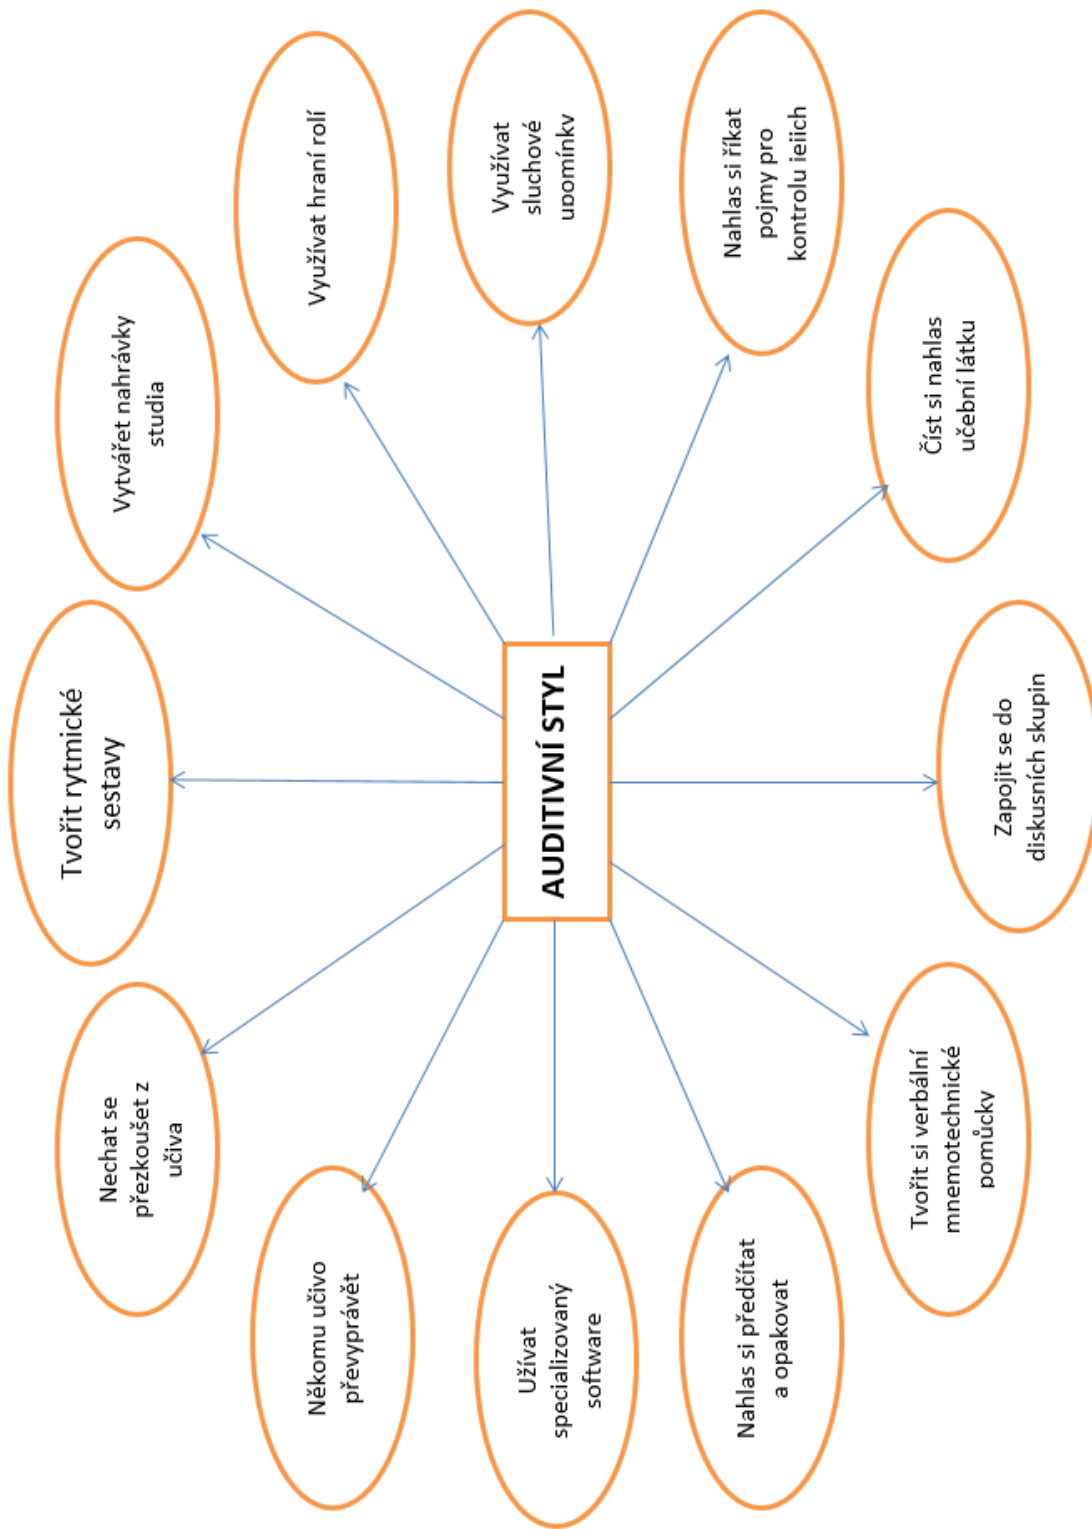 Nechat se
přezkoušet z
učiva
Tvořit rytmické
sestavy
Vytvářet nahrávky
studia
Někomu učivo
převyprávět
Využívat hraní rolí
Užívat
specializovaný
software
AUDITIVNÍ STYL
Využívat
sluchové
upomínky
Nahlas si předčítat
a opakovat
Nahlas si říkat
pojmy pro
kontrolu jejich
Tvořit si verbální
mnemotechnické
pomůcky
Zapojit se do
diskusních skupin
Číst si nahlas
učební látku